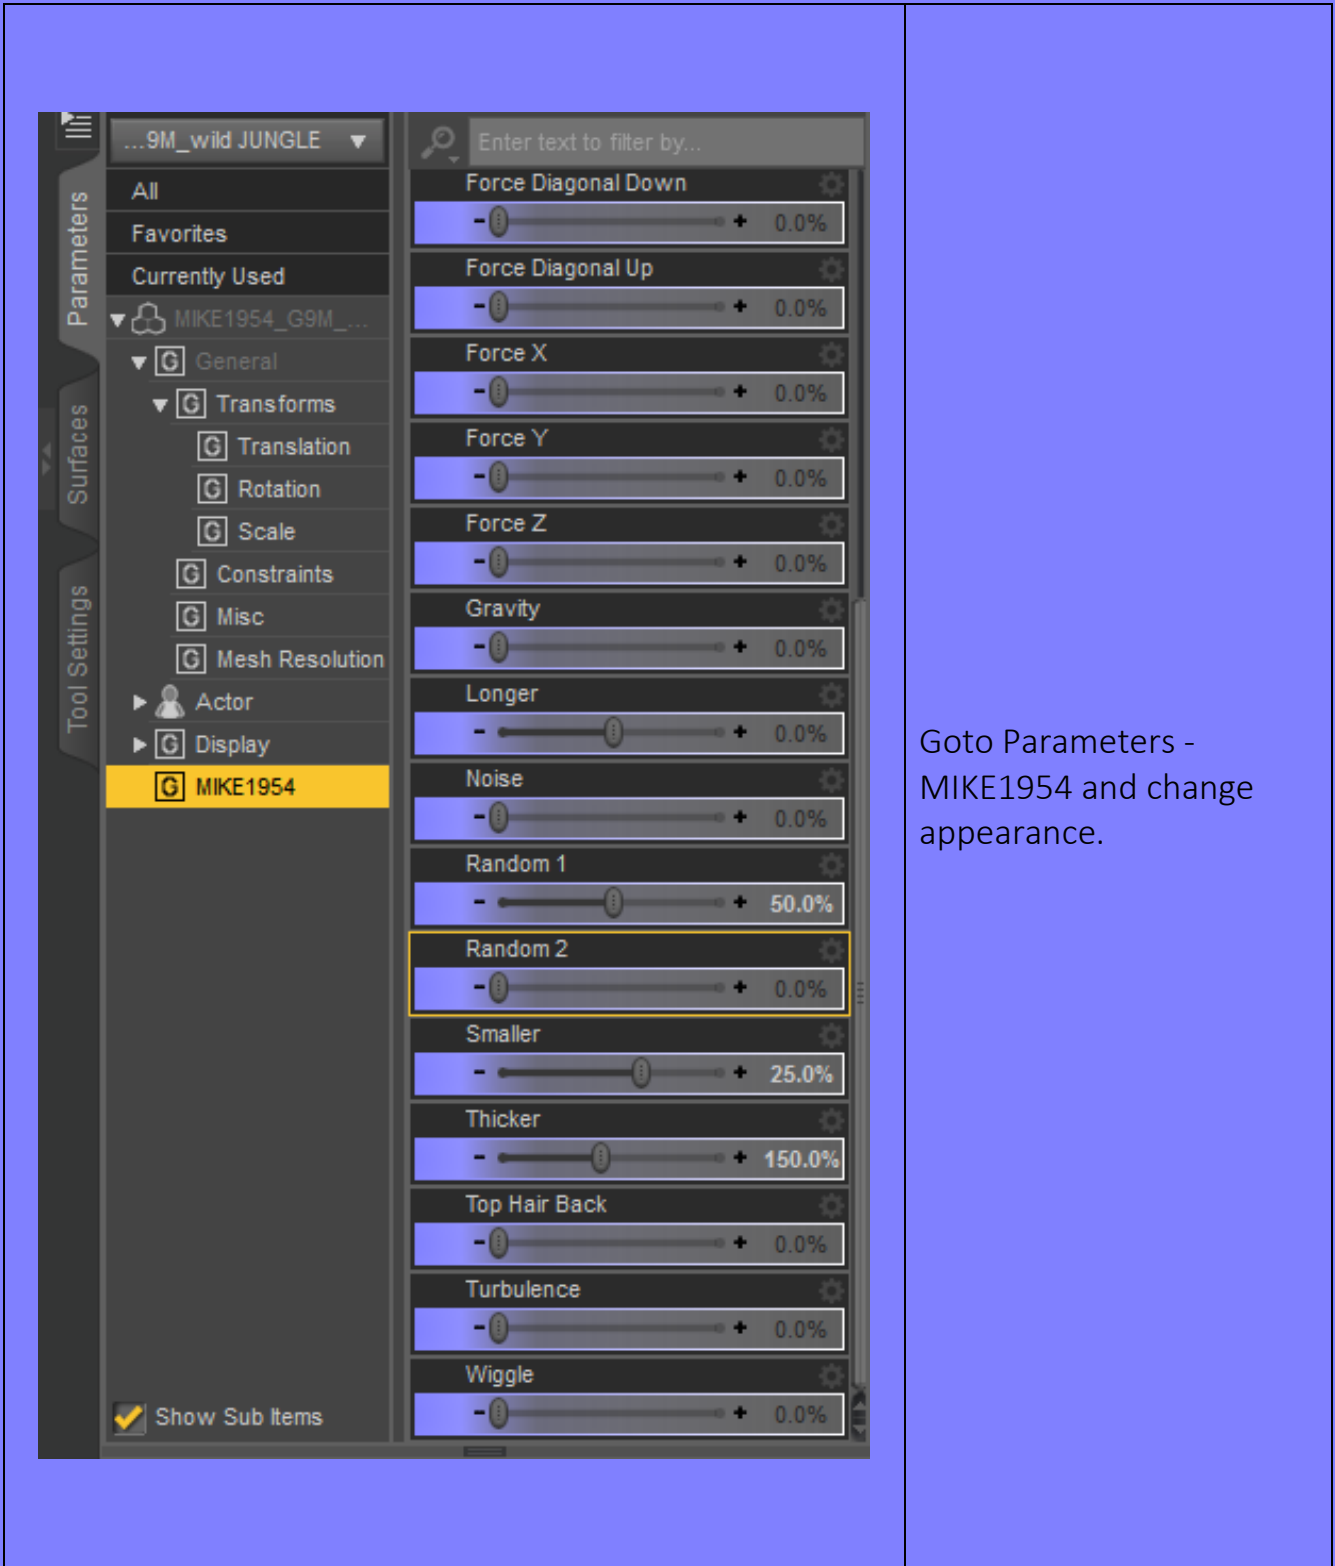 ...9M_wild JUNGLE
Enter text to filter by...
Parameters
Surfaces
Tool Settings
All
Favorites
Currently Used
MIKE1954_G9M_...
G General
G Transforms
G Translation
G Rotation
G Scale
G Constraints
G Misc
G Mesh Resolution
Actor
G Display
G MIKE1954
Show Sub Items
Force Diagonal Down
- + 0.0%
Force Diagonal Up
- + 0.0%
Force X
- + 0.0%
Force Y
- + 0.0%
Force Z
- + 0.0%
Gravity
- + 0.0%
Longer
- + 0.0%
Noise
- + 0.0%
Random 1
- + 50.0%
Random 2
- + 0.0%
Smaller
- + 25.0%
Thicker
- + 150.0%
Top Hair Back
- + 0.0%
Turbulence
- + 0.0%
Wiggle
- + 0.0%
Goto Parameters -
MIKE1954 and change
appearance.